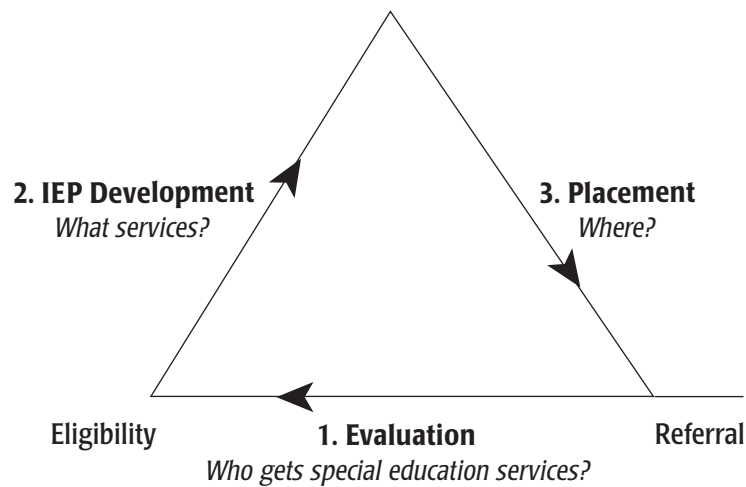 2. IEP Development
What services?
3. Placement
Where?
Eligibility
1. Evaluation
Who gets special education services?
Referral